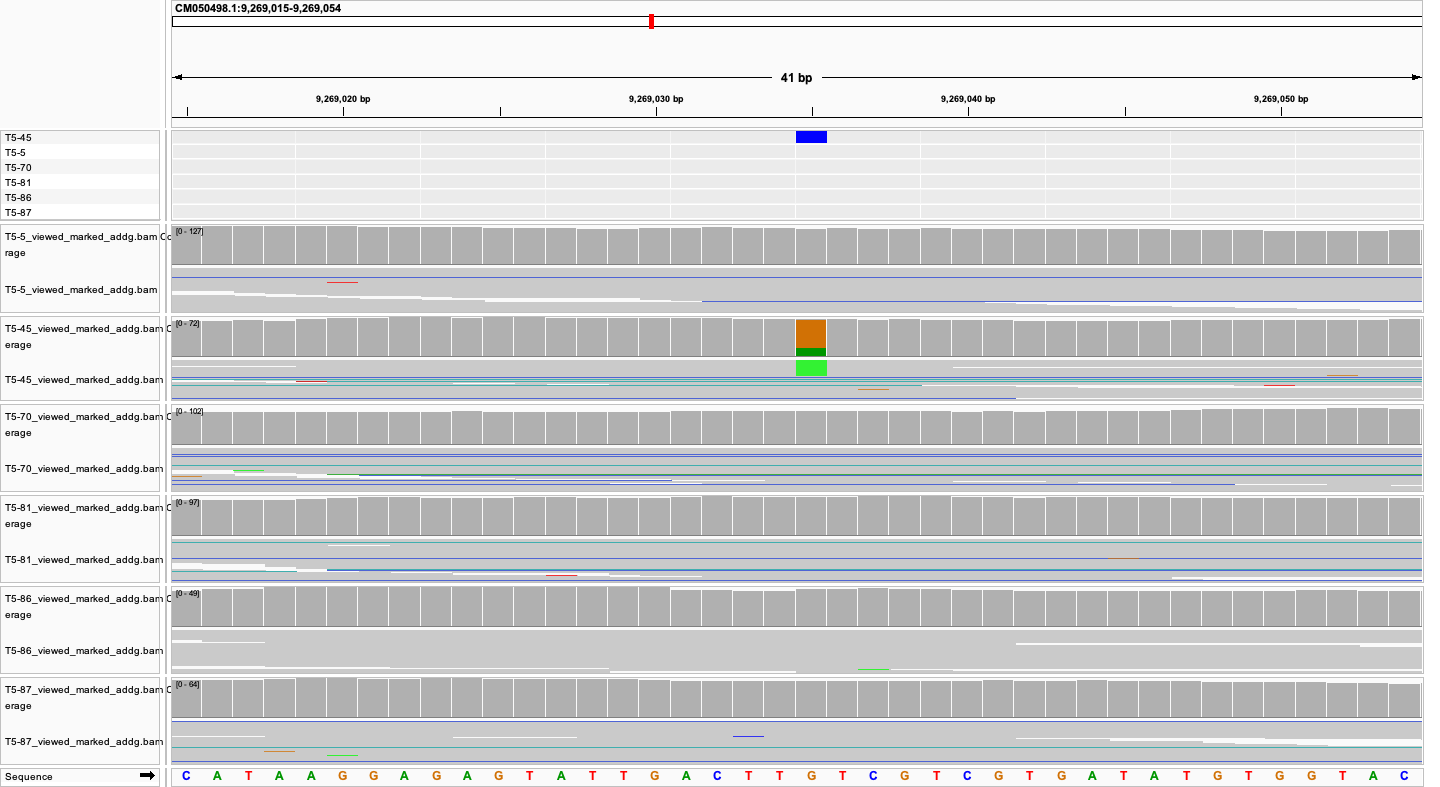 CM050498.1:9,269,015-9,269,054
41 bp
9,269,020 bp 9,269,030 bp 9,269,040 bp 9,269,050 bp
T5-45
T5-5
T5-70
T5-81
T5-86
T5-87
T5-5_viewed_marked_addg.bam Co
rage
[0 - 127]
T5-5_viewed_marked_addg.bam
T5-45_viewed_marked_addg.bam C
erage
[0 - 72]
T5-45_viewed_marked_addg.bam
T5-70_viewed_marked_addg.bam C
erage
[0 - 102]
T5-70_viewed_marked_addg.bam
T5-81_viewed_marked_addg.bam C
erage
[0 - 97]
T5-81_viewed_marked_addg.bam
T5-86_viewed_marked_addg.bam C
erage
[0 - 49]
T5-86_viewed_marked_addg.bam
T5-87_viewed_marked_addg.bam C
erage
[0 - 64]
T5-87_viewed_marked_addg.bam
Sequence C A T A A G G A G A G T A T T G A C T T G T C G T C G T G A T A T G T G G T A C